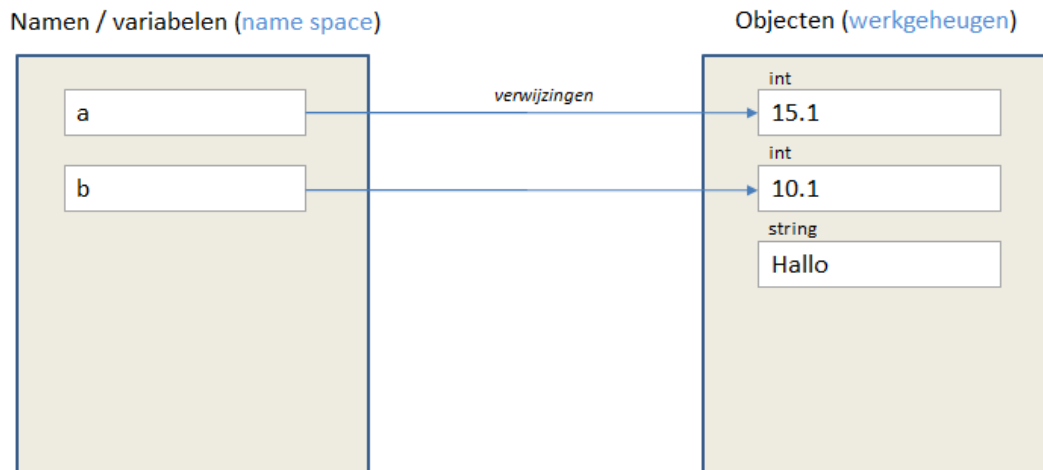 Namen / variabelen (name space)
Objecten (werkgeheugen)
verwijzingen
int
a
15.1
int
b
10.1
string
Hallo